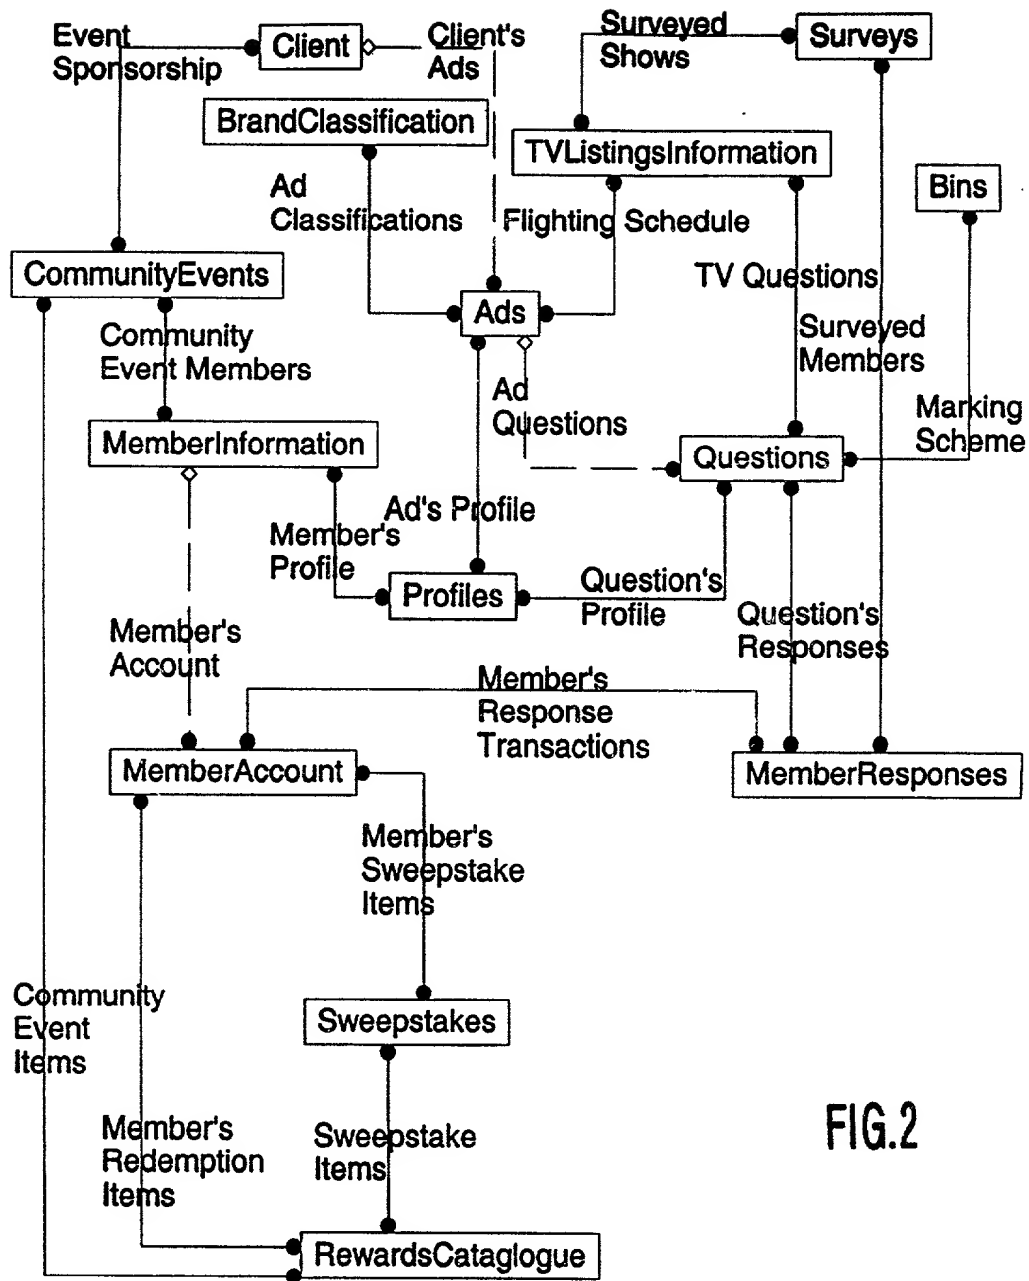 Event
Sponsorship
Client
Client's
Ads
Surveyed
Shows
Surveys
BrandClassification
TVListingsInformation
Bins
Ad
Classifications
Flighting Schedule
CommunityEvents
TV Questions
Ads
Community
Event Members
Surveyed
Members
Ad
Questions
Marking
Scheme
MemberInformation
Questions
Ad's Profile
Member's
Profile
Profiles
Question's
Profile
Question's
Responses
Member's
Account
Member's
Response
Transactions
MemberAccount
MemberResponses
Member's
Sweepstake
Items
Community
Event
Items
Sweepstakes
Member's
Redemption
Items
Sweepstake
Items
FIG.2
RewardsCataglogue